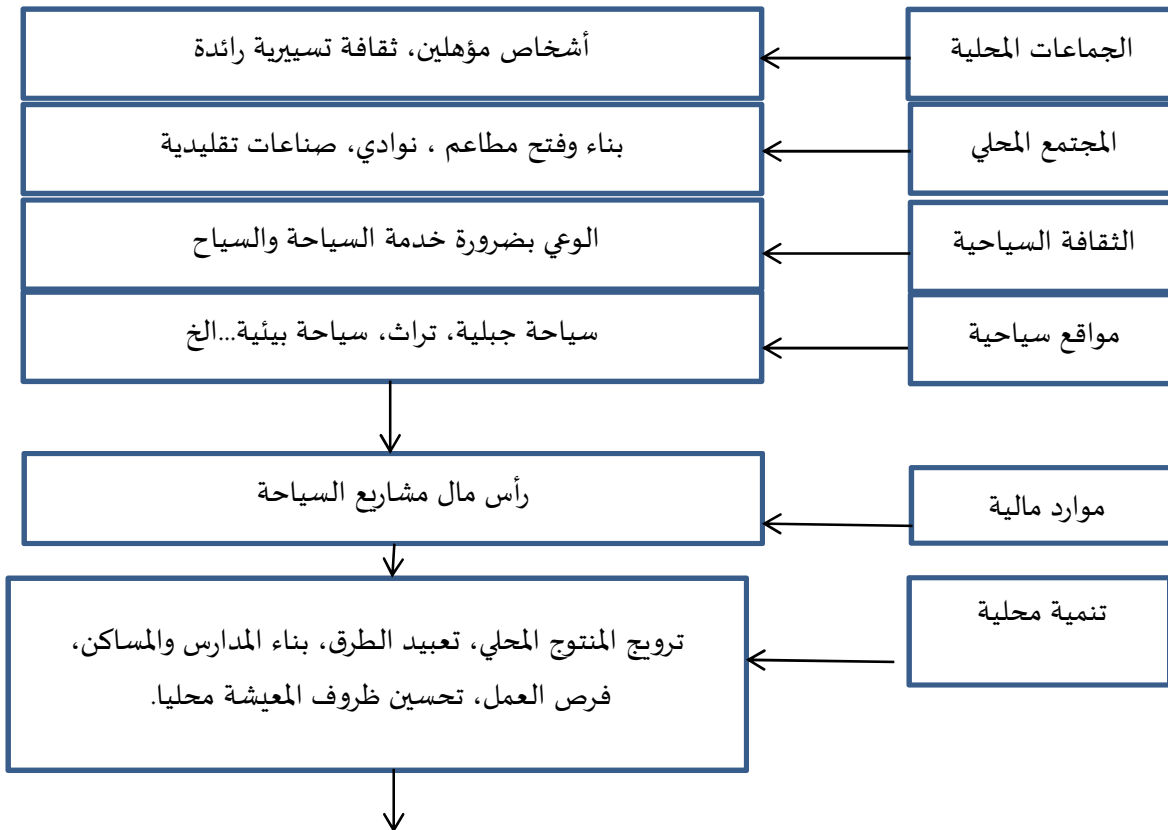 الجماعات المحلية
أشخاص مؤهلين، ثقافة تسييرية رائدة
المجتمع المحلي
بناء وفتح مطاعم ، نوادي، صناعات تقليدية
الثقافة السياحية
الوعي بضرورة خدمة السياحة والسياح
مواقع سياحية
سياحة جبلية، تراث، سياحة بيئية...الخ
موارد مالية
رأس مال مشاريع السياحة
تنمية محلية
ترويج المنتوج المحلي، تعبيد الطرق، بناء المدارس والمساكن،
فرص العمل، تحسين ظروف المعيشة محليا.